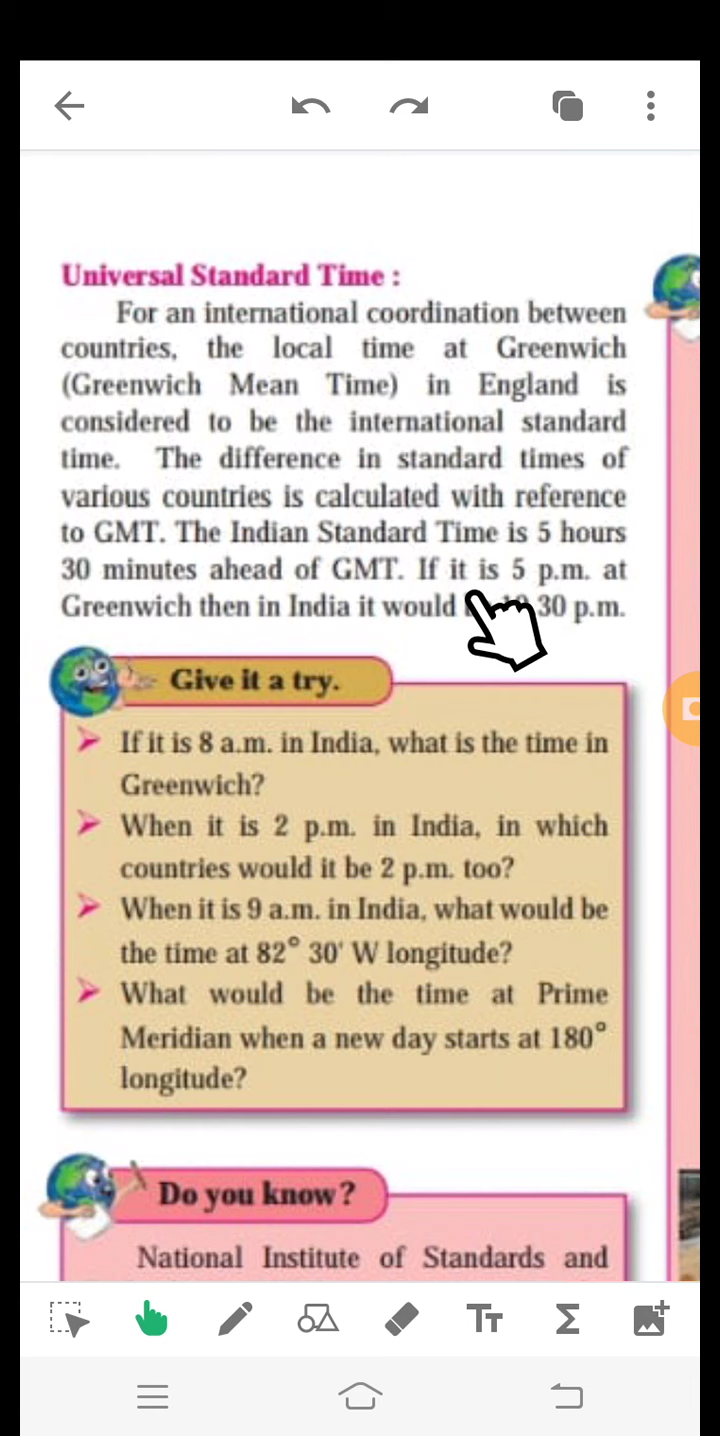 Universal Standard Time :
For an international coordination between
countries, the local time at Greenwich
(Greenwich Mean Time) in England is
considered to be the international standard
time. The difference in standard times of
various countries is calculated with reference
to GMT. The Indian Standard Time is 5 hours
30 minutes ahead of GMT. If it is 5 p.m. at
Greenwich then in India it would 30 p.m.
Give it a try.
➤ If it is 8 a.m. in India, what is the time in
Greenwich?
➤ When it is 2 p.m. in India, in which
countries would it be 2 p.m. too?
➤ When it is 9 a.m. in India, what would be
the time at 82° 30' W longitude?
➤ What would be the time at Prime
Meridian when a new day starts at 180°
longitude?
Do you know?
National Institute of Standards and
TT
Σ